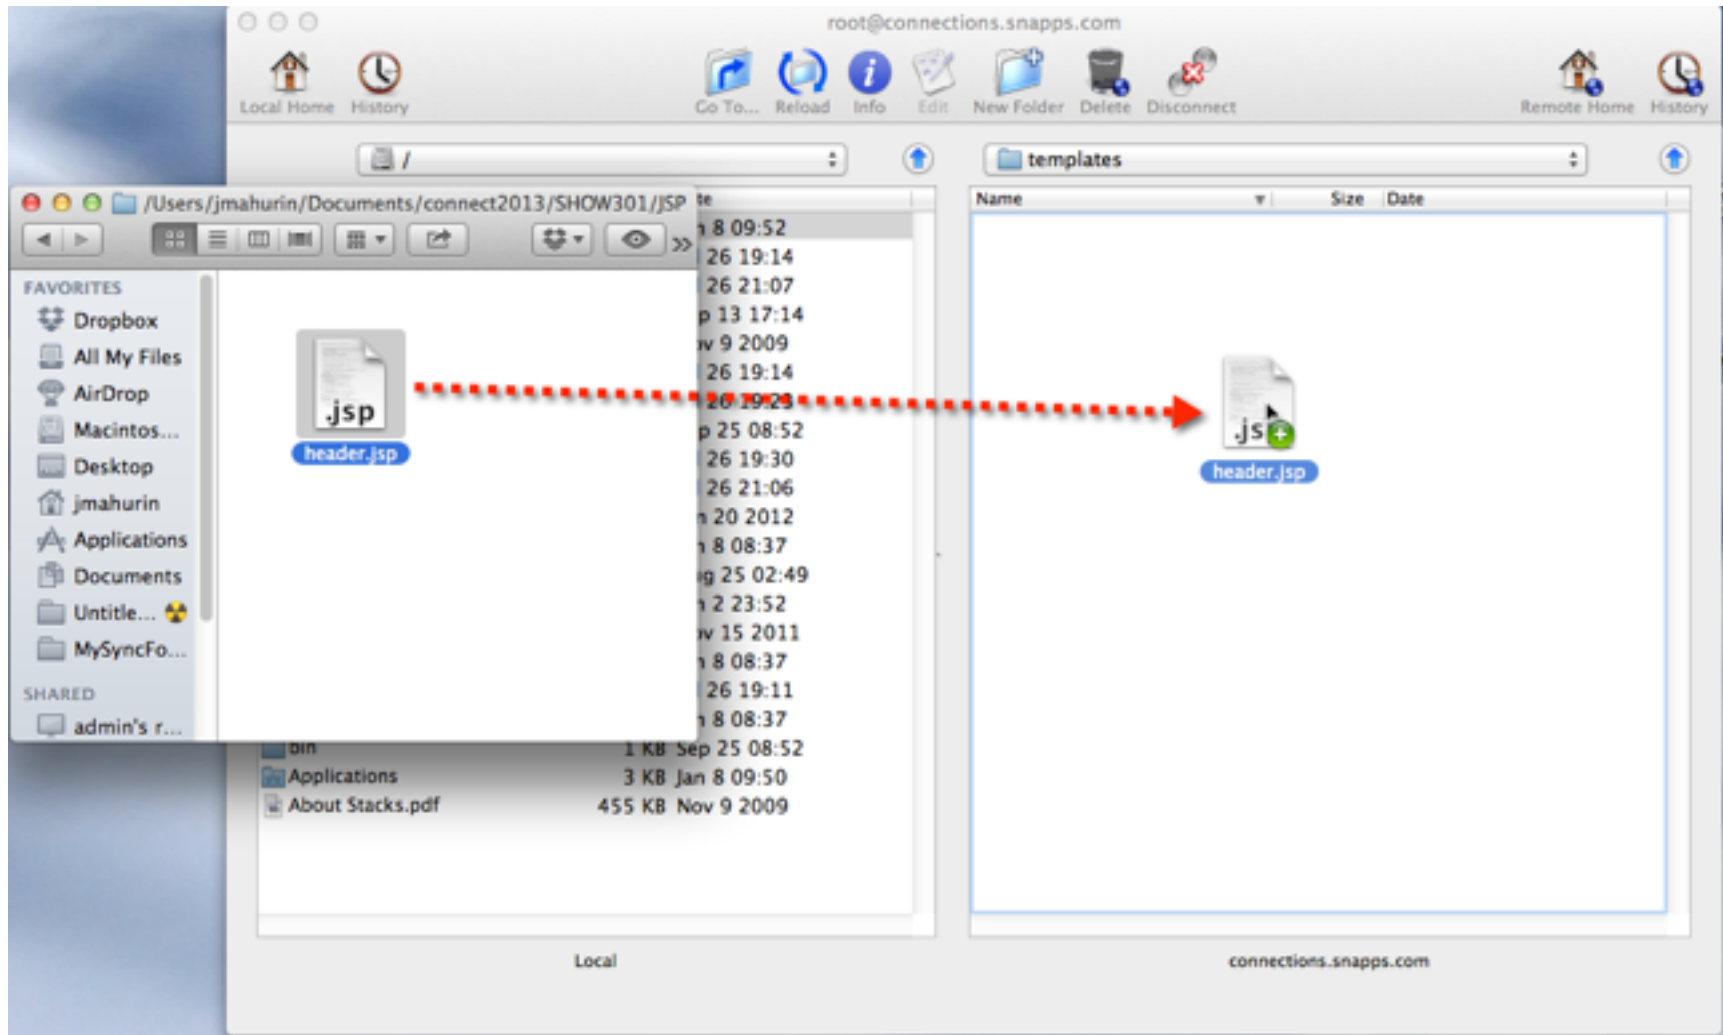 root@connections.snapps.com
Local Home History Go To... Reload Info Edit New Folder Delete Disconnect Remote Home History
/ templates
/Users/jmahurin/Documents/connect2013/SHOW301/JSP
Name Size Date
8 09:52
26 19:14
26 21:07
13 17:14
9 2009
26 19:14
26 19:23
25 08:52
26 19:30
26 21:06
20 2012
8 08:37
25 02:49
2 23:52
15 2011
8 08:37
26 19:11
8 08:37
FAVORITES
Dropbox
All My Files
AirDrop
Macintos...
Desktop
jmahurin
Applications
Documents
Untitle...
MySyncFo...
SHARED
admin's r...
.jsp
header.jsp
.js
header.jsp
bin 1 KB Sep 25 08:52
Applications 3 KB Jan 8 09:50
About Stacks.pdf 455 KB Nov 9 2009
Local
connections.snapps.com